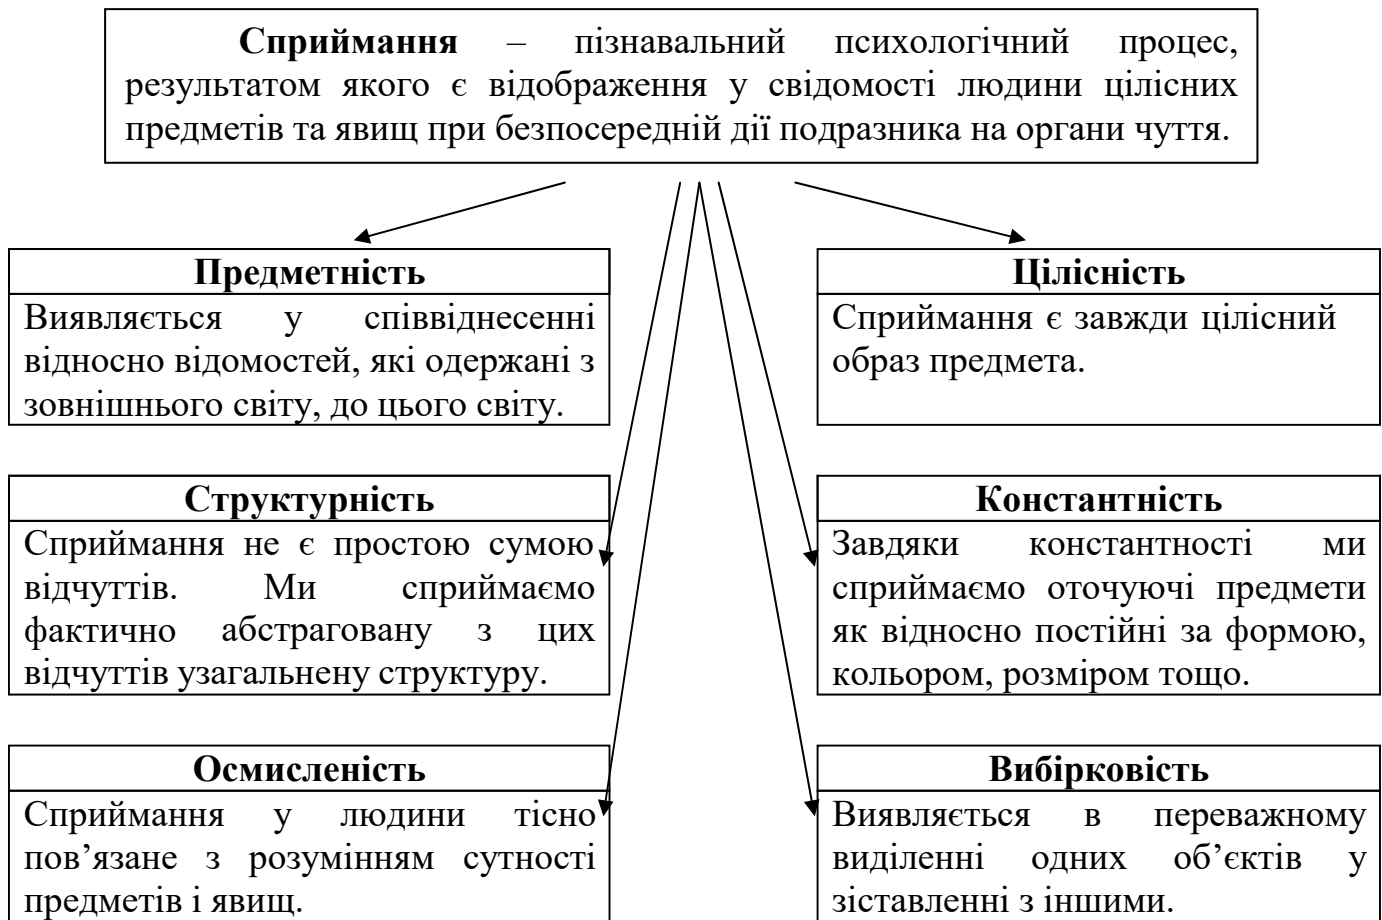 Сприймання – пізнавальний психологічний процес,
результатом якого є відображення у свідомості людини цілісних
предметів та явищ при безпосередній дії подразника на органи чуття.
Предметність
Виявляється у співвіднесенні
відносно відомостей, які одержані з
зовнішнього світу, до цього світу.
Цілісність
Сприймання є завжди цілісний
образ предмета.
Структурність
Сприймання не є простою сумою
відчуттів. Ми сприймаємо
фактично абстраговану з цих
відчуттів узагальнену структуру.
Константність
Завдяки константності ми
сприймаємо оточуючі предмети
як відносно постійні за формою,
кольором, розміром тощо.
Осмисленість
Сприймання у людини тісно
пов’язане з розумінням сутності
предметів і явищ.
Вибірковість
Виявляється в переважному
виділенні одних об’єктів у
зіставленні з іншими.